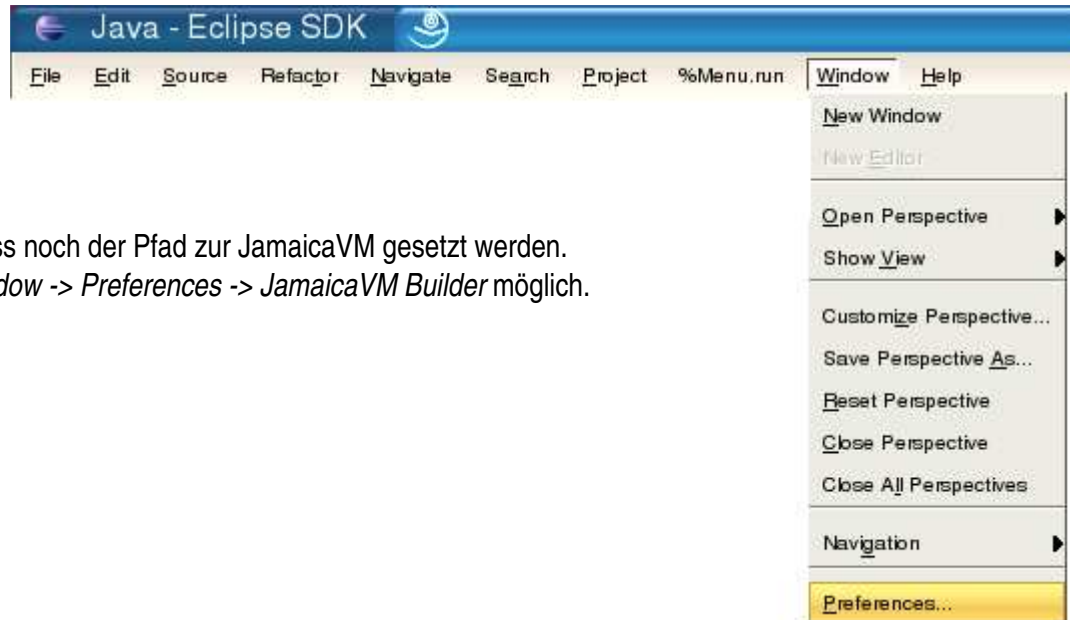 Java - Eclipse SDK
File Edit Source Refactor Navigate Search Project %Menu.run Window Help
New Window
New Editor
Open Perspective
ss noch der Pfad zur JamaicaVM gesetzt werden.
Show View
dow -> Preferences -> JamaicaVM Builder möglich.
Customize Perspective...
Save Perspective As...
Reset Perspective
Close Perspective
Close All Perspectives
Navigation
Preferences...